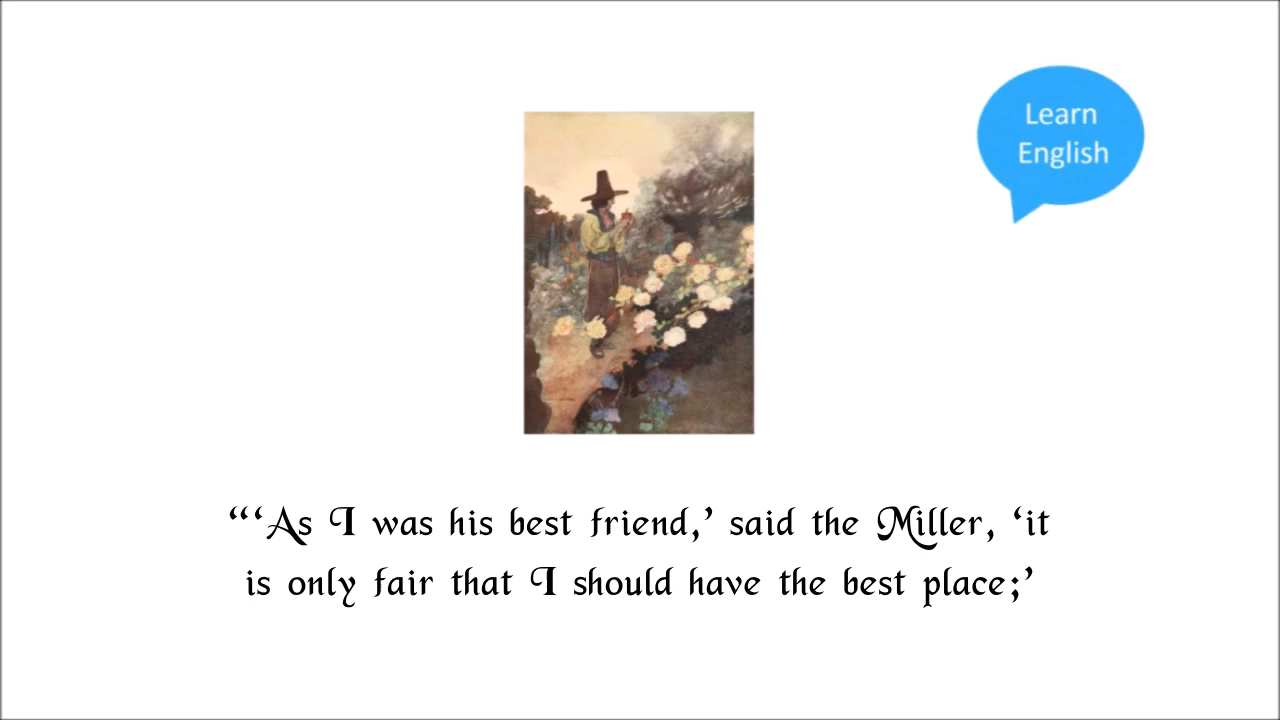 Learn
English
“‘As I was his best friend,’ said the Miller, ‘it
is only fair that I should have the best place;’